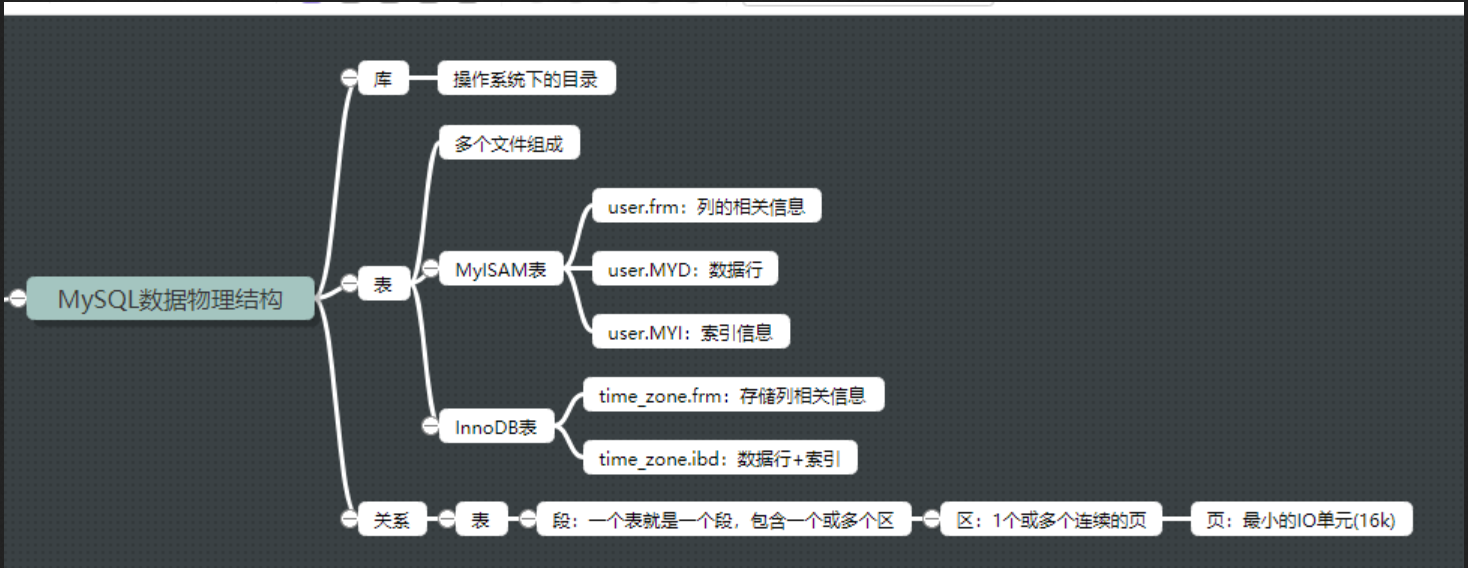 MySQL数据物理结构
库
操作系统下的目录
表
多个文件组成
MyISAM表
user.frm：列的相关信息
user.MYD：数据行
user.MYI：索引信息
InnoDB表
time_zone.frm：存储列相关信息
time_zone.ibd：数据行+索引
关系
表
段：一个表就是一个段，包含一个或多个区
区：1个或多个连续的页
页：最小的IO单元(16k)